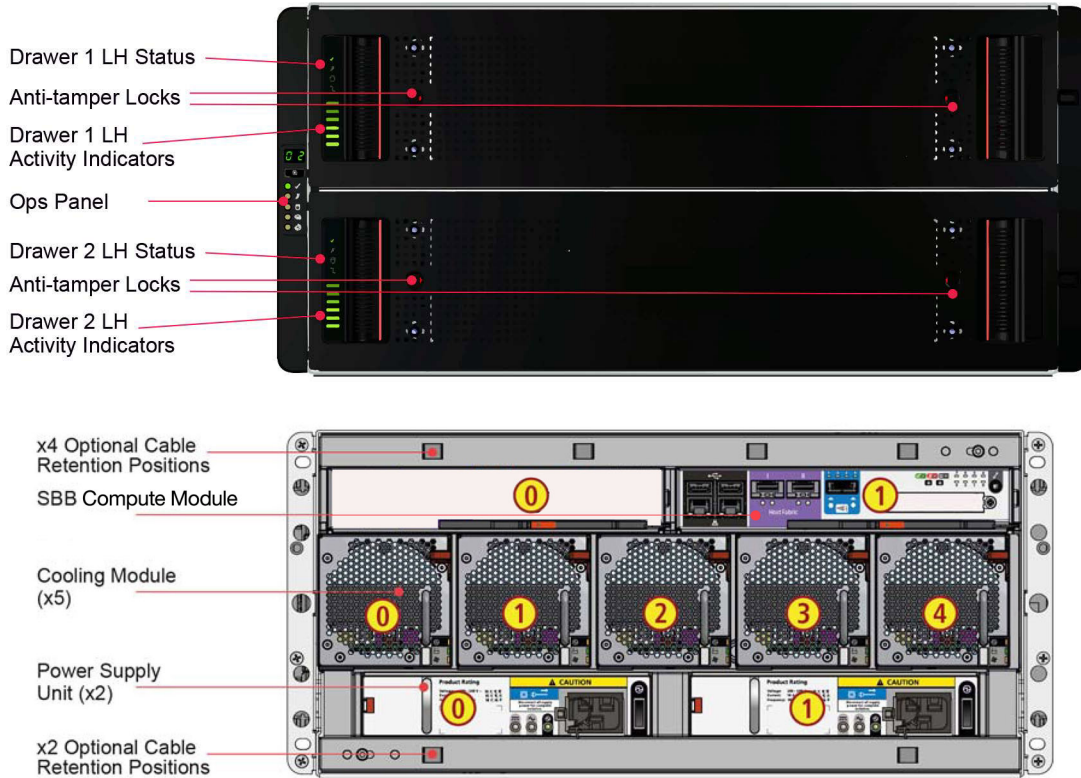 Drawer 1 LH Status
Anti-tamper Locks
Drawer 1 LH
Activity Indicators
02
Ops Panel
Drawer 2 LH Status
Anti-tamper Locks
Drawer 2 LH
Activity Indicators
x4 Optional Cable
Retention Positions
SBB Compute Module
0
1
Host Fabric
Cooling Module
(x5)
0
1
2
3
4
Power Supply
Unit (x2)
Product Rating
CAUTION
0
Product Rating
CAUTION
1
x2 Optional Cable
Retention Positions